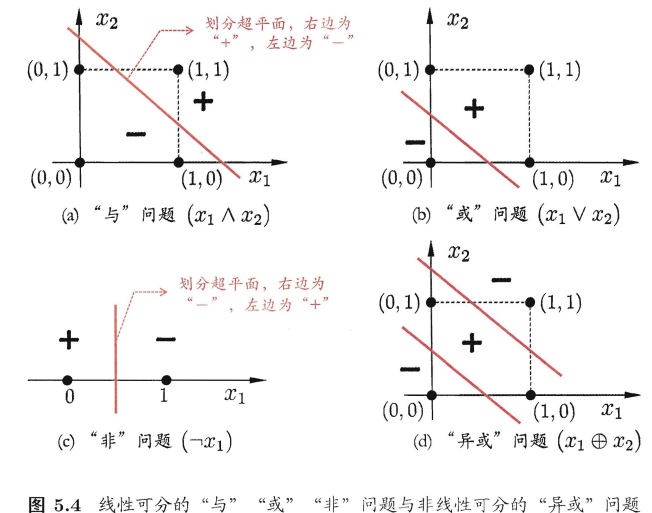 x₂
划分超平面，右边为
“+”，左边为“−”
(0, 1)
(1, 1)
+
−
(0, 0)
(1, 0)
x₁
(a) “与” 问题 (x₁ ∧ x₂)
x₂
(0, 1)
(1, 1)
+
−
(0, 0)
(1, 0)
x₁
(b) “或” 问题 (x₁ ∨ x₂)
划分超平面，右边为
“−”，左边为“+”
+
−
0
1
x₁
(c) “非” 问题 (¬x₁)
x₂
−
(0, 1)
(1, 1)
+
−
(0, 0)
(1, 0)
x₁
(d) “异或” 问题 (x₁ ⊕ x₂)
图 5.4 线性可分的 “与” “或” “非” 问题与非线性可分的 “异或” 问题